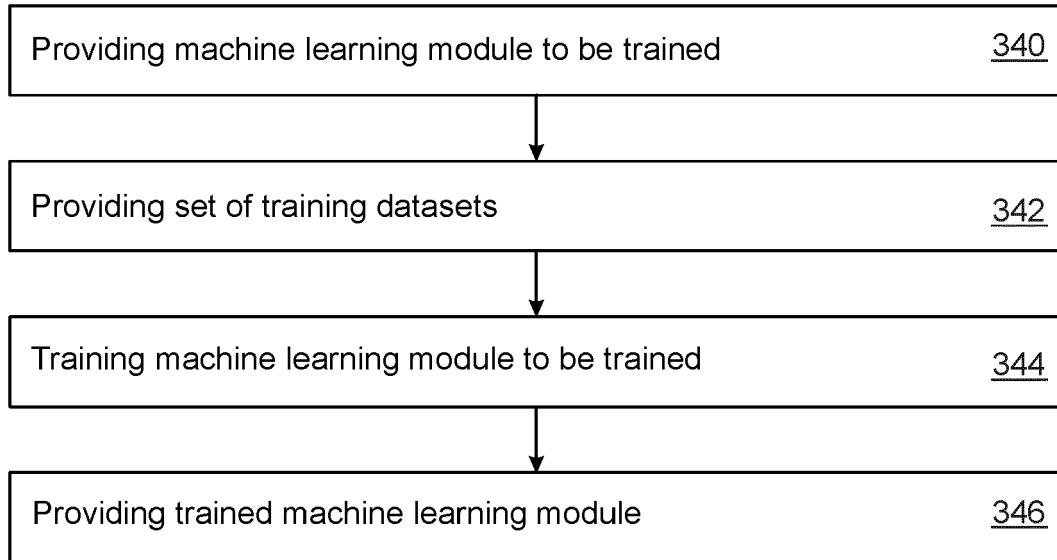 Providing machine learning module to be trained 340
Providing set of training datasets 342
Training machine learning module to be trained 344
Providing trained machine learning module 346